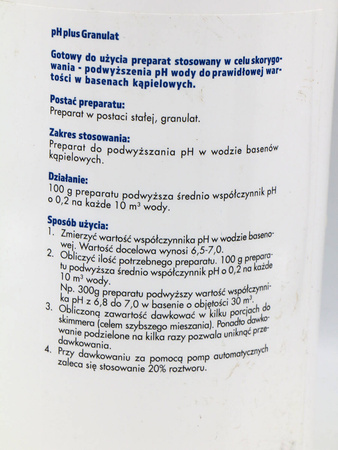 pH plus Granulat
Gotowy do użycia preparat stosowany w celu skorygo-
wania - podwyższenia pH wody do prawidłowej war-
tości w basenach kąpielowych.
Postać preparatu:
Preparat w postaci stałej, granulat.
Zakres stosowania:
Preparat do podwyższania pH w wodzie basenów
kąpielowych.
Działanie:
100 g preparatu podwyższa średnio współczynnik pH
o 0,2 na każde 10 m³ wody.
Sposób użycia:
1. Zmierzyć wartość współczynnika pH w wodzie baseno-
wej. Wartość docelowa wynosi 6,5-7,0.
2. Obliczyć ilość potrzebnego preparatu. 100 g prepara-
tu podwyższa średnio współczynnik pH o 0,2 na każde
10 m³ wody.
Np. 300g preparatu podwyższy wartość współczynni-
ka pH z 6,8 do 7,0 w basenie o objętości 30 m³.
3. Obliczoną zawartość dawkować w kilku porcjach do
skimmera (celem szybszego mieszania). Ponadto dawko-
wanie podzielone na kilka razy pozwala uniknąć prze-
dawkowania.
4. Przy dawkowaniu za pomocą pomp automatycznych
zaleca się stosowanie 20% roztworu.